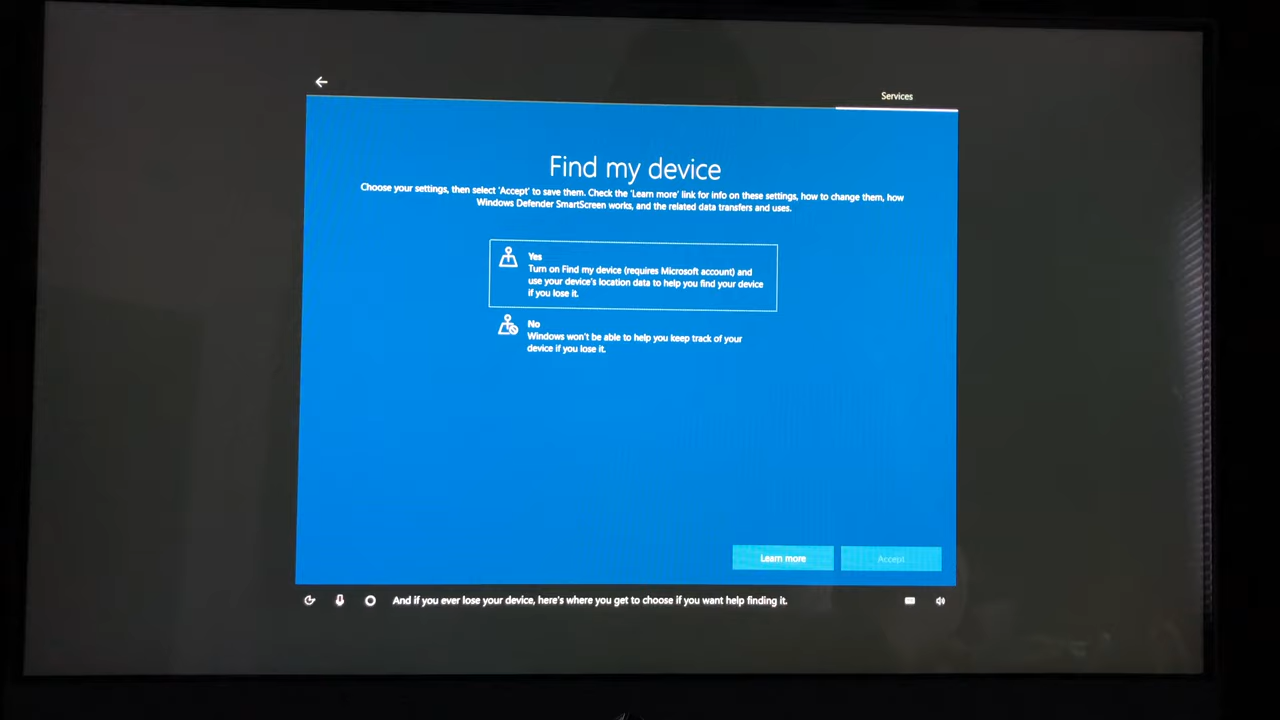 Services
Find my device
Choose your settings, then select 'Accept' to save them. Check the 'Learn more' link for info on these settings, how to change them, how
Windows Defender SmartScreen works, and the related data transfers and uses.
Yes
Turn on Find my device (requires Microsoft account) and
use your device's location data to help you find your device
if you lose it.
No
Windows won't be able to help you keep track of your
device if you lose it.
Learn more
Accept
And if you ever lose your device, here's where you get to choose if you want help finding it.